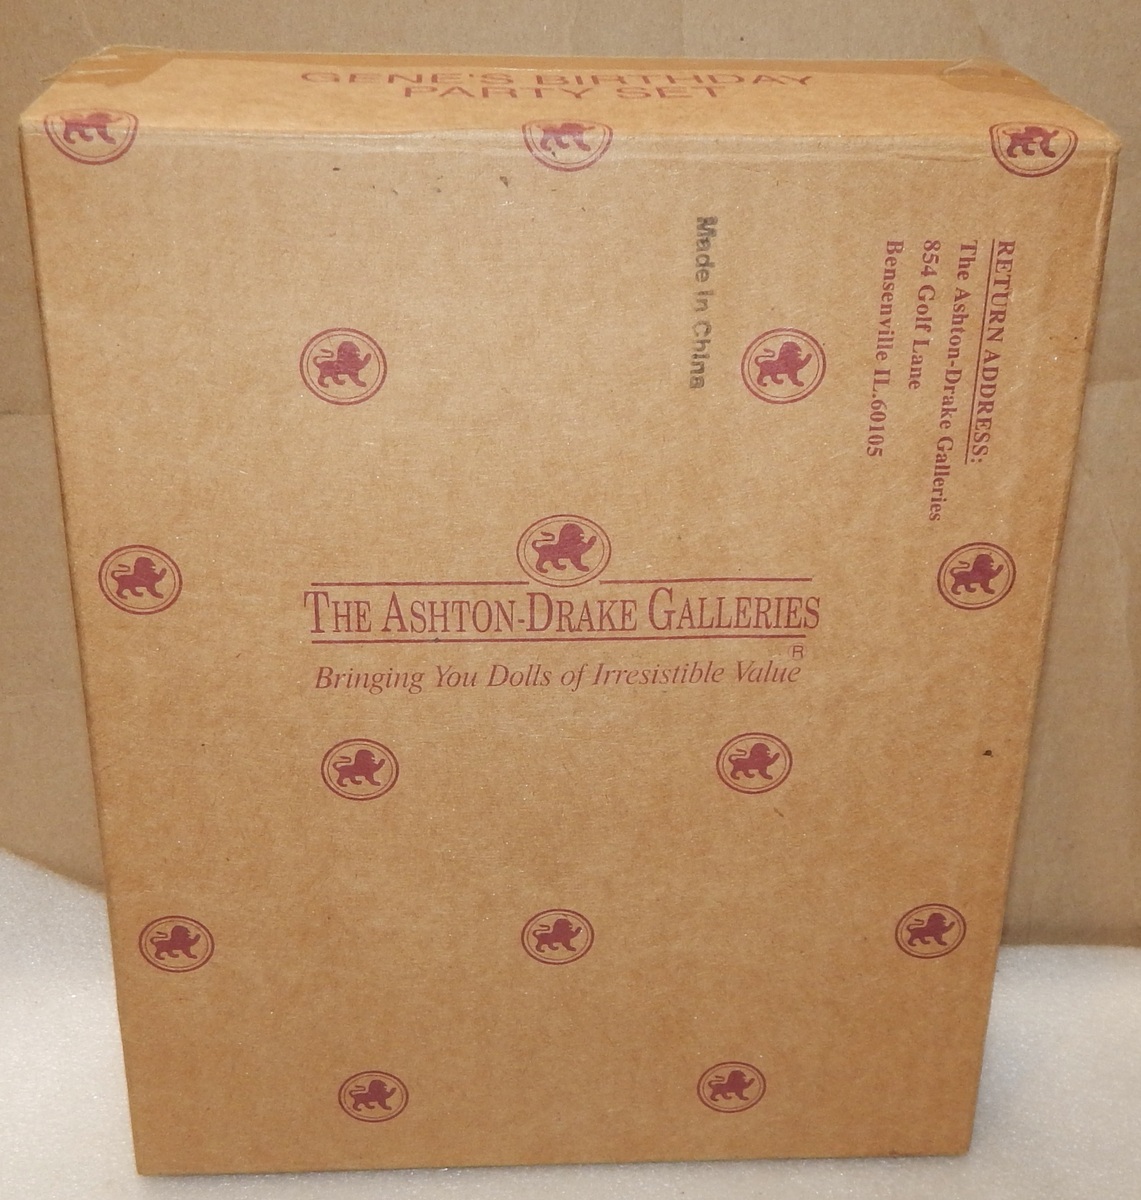 GENE'S BIRTHDAY
PARTY SET
Made In China
RETURN ADDRESS:
The Ashton-Drake Galleries
854 Golf Lane
Bensenville IL.60105
THE ASHTON-DRAKE GALLERIES
®
Bringing You Dolls of Irresistible Value